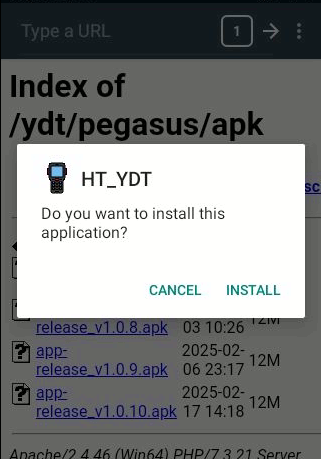 Type a URL
1
Index of
/ydt/pegasus/apk
sc
HT_YDT
Do you want to install this
application?
CANCEL INSTALL
release_v1.0.8.apk 03 10:26 12M
app- 2025-02-
release_v1.0.9.apk 06 23:17 12M
app- 2025-02-
release_v1.0.10.apk 17 14:18 12M
Apache/2.4.46 (Win64) PHP/7.3.21 Server